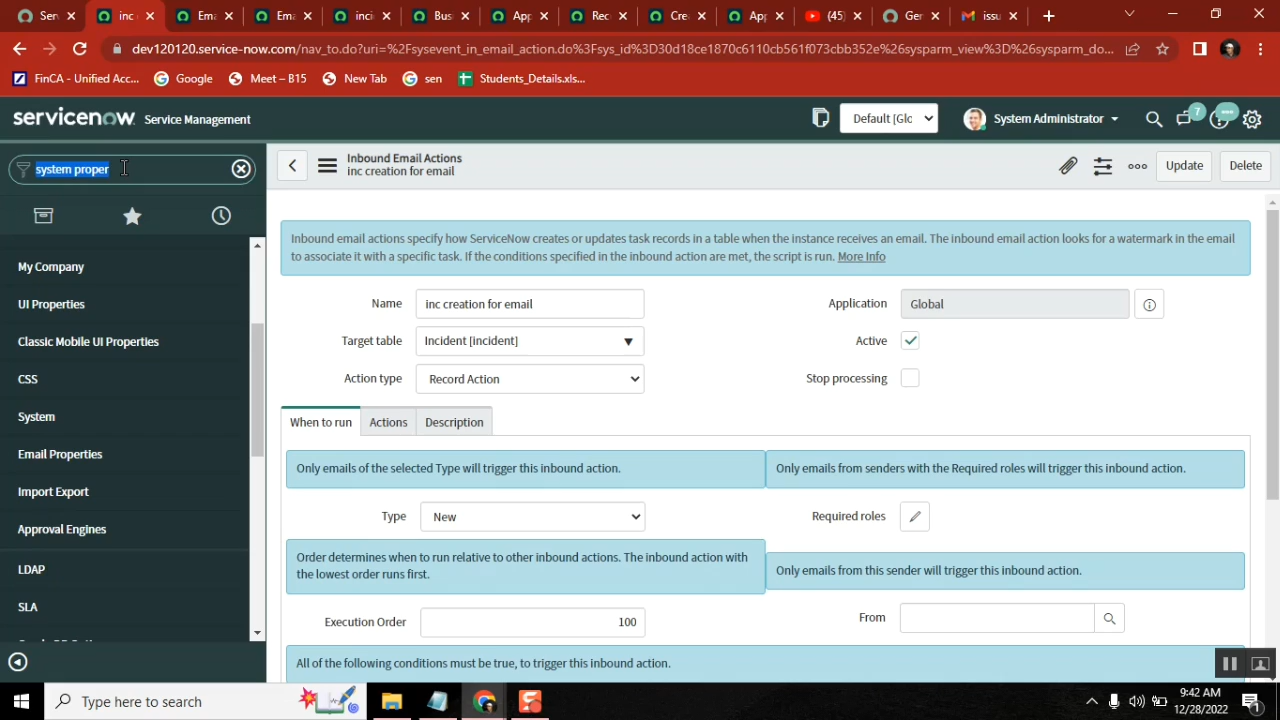 Serv
inc c
Ema
Ema
inci
Bus
App
Rec
Crea
App
(45)
Ger
issu
dev120120.service-now.com/nav_to.do?uri=%2Fsysevent_in_email_action.do%3Fsys_id%3D30d18ce1870c6110cb561f073cbb352e%26sysparm_view%3D%26sysparm_do...
FinCA - Unified Acc...
Google
Meet – B15
New Tab
sen
Students_Details.xls...
servicenow Service Management
Default [Glo
System Administrator
7
system proper
Inbound Email Actions
inc creation for email
Update
Delete
My Company
UI Properties
Classic Mobile UI Properties
CSS
System
Email Properties
Import Export
Approval Engines
LDAP
SLA
Inbound email actions specify how ServiceNow creates or updates task records in a table when the instance receives an email. The inbound email action looks for a watermark in the email
to associate it with a specific task. If the conditions specified in the inbound action are met, the script is run. More Info
Name
inc creation for email
Application
Global
Target table
Incident [incident]
Active
Action type
Record Action
Stop processing
When to run
Actions
Description
Only emails of the selected Type will trigger this inbound action.
Only emails from senders with the Required roles will trigger this inbound action.
Type
New
Required roles
Order determines when to run relative to other inbound actions. The inbound action with
the lowest order runs first.
Only emails from this sender will trigger this inbound action.
Execution Order
100
From
All of the following conditions must be true, to trigger this inbound action.
Type here to search
9:42 AM
12/28/2022
1